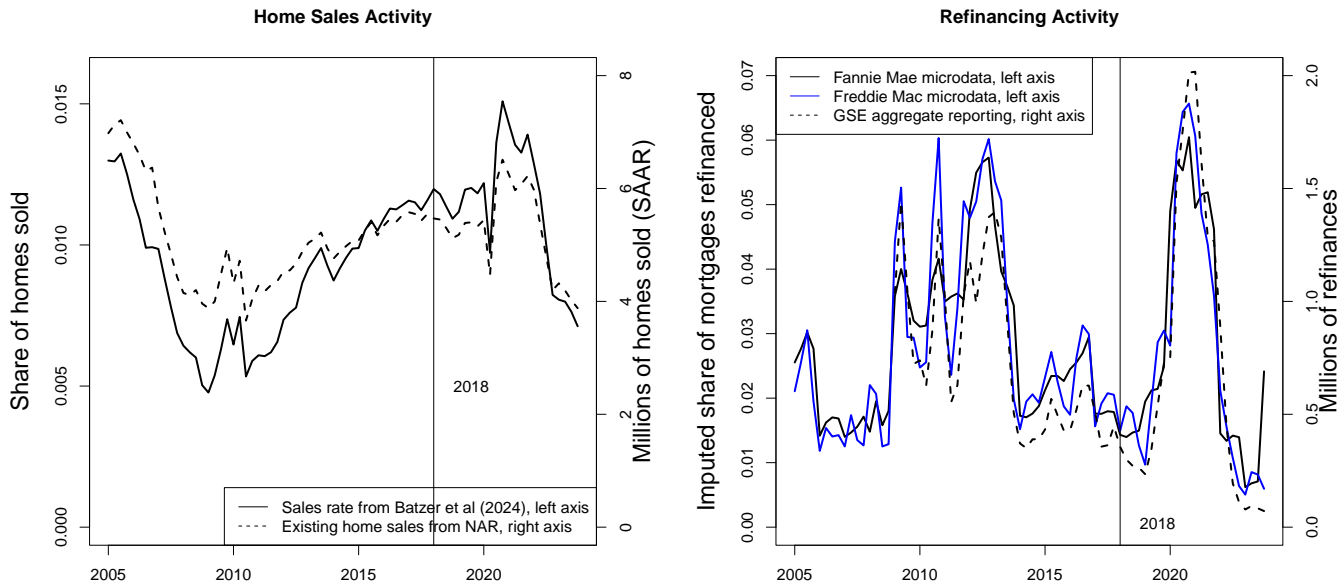 Home Sales Activity
Share of homes sold
0.015
0.010
0.005
0.000
8
6
4
2
0
Millions of homes sold (SAAR)
2018
Sales rate from Batzer et al (2024), left axis
Existing home sales from NAR, right axis
2005 2010 2015 2020
Refinancing Activity
Imputed share of mortgages refinanced
0.07
0.06
0.05
0.04
0.03
0.02
0.01
0.00
Fannie Mae microdata, left axis
Freddie Mac microdata, left axis
GSE aggregate reporting, right axis
2.0
1.5
1.0
0.5
0.0
Millions of refinances
2018
2005 2010 2015 2020